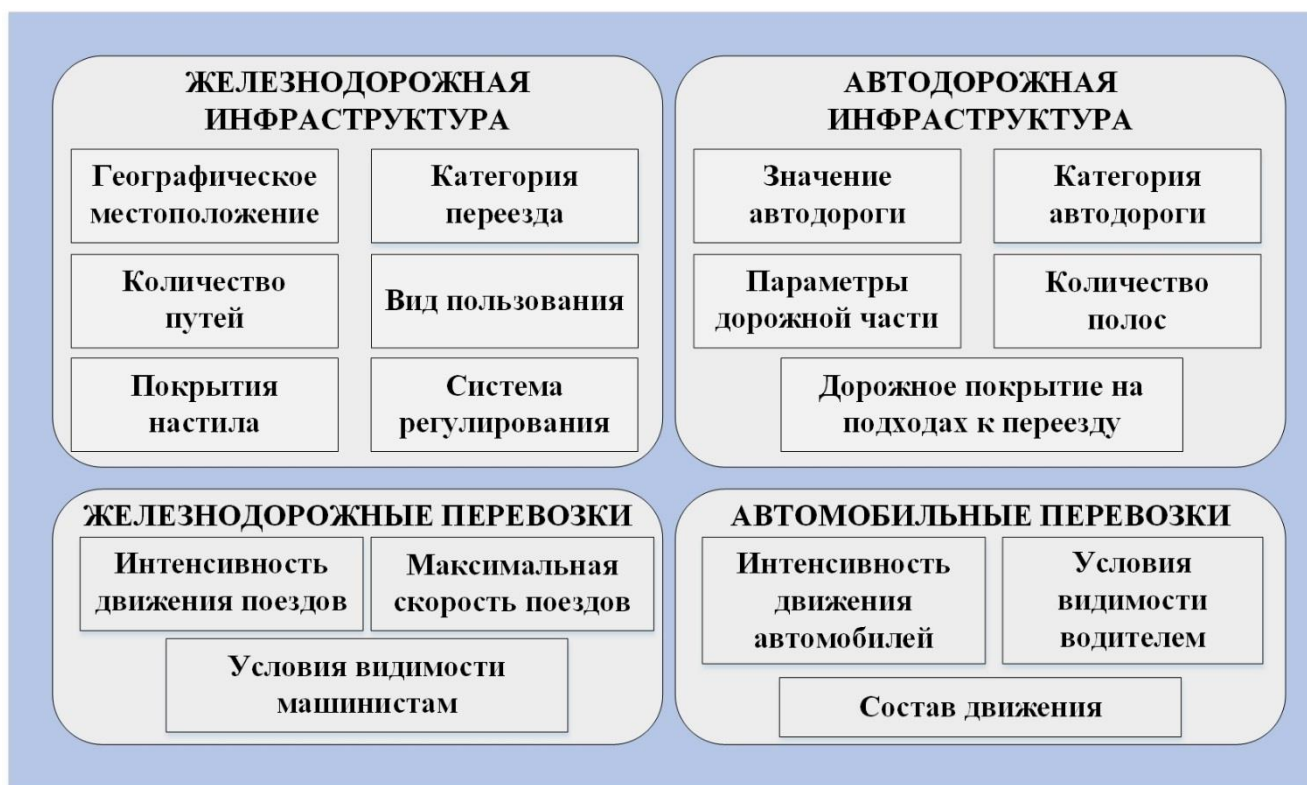 ЖЕЛЕЗНОДОРОЖНАЯ
ИНФРАСТРУКТУРА
Географическое
местоположение
Категория
переезда
Количество
путей
Вид пользования
Покрытия
настила
Система
регулирования
АВТОДОРОЖНАЯ
ИНФРАСТРУКТУРА
Значение
автодороги
Категория
автодороги
Параметры
дорожной части
Количество
полос
Дорожное покрытие на
подходах к переезду
ЖЕЛЕЗНОДОРОЖНЫЕ ПЕРЕВОЗКИ
Интенсивность
движения поездов
Максимальная
скорость поездов
Условия видимости
машинистам
АВТОМОБИЛЬНЫЕ ПЕРЕВОЗКИ
Интенсивность
движения
автомобилей
Условия
видимости
водителем
Состав движения